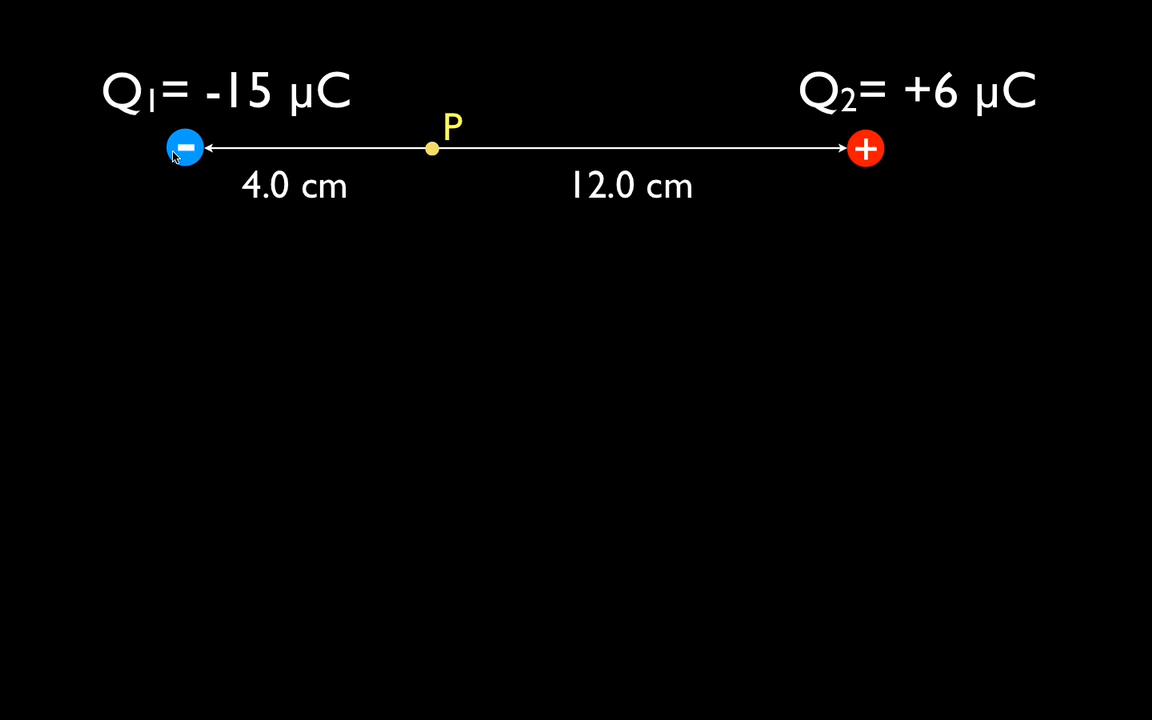 Q₁= -15 µC
Q₂= +6 µC
P
4.0 cm
12.0 cm